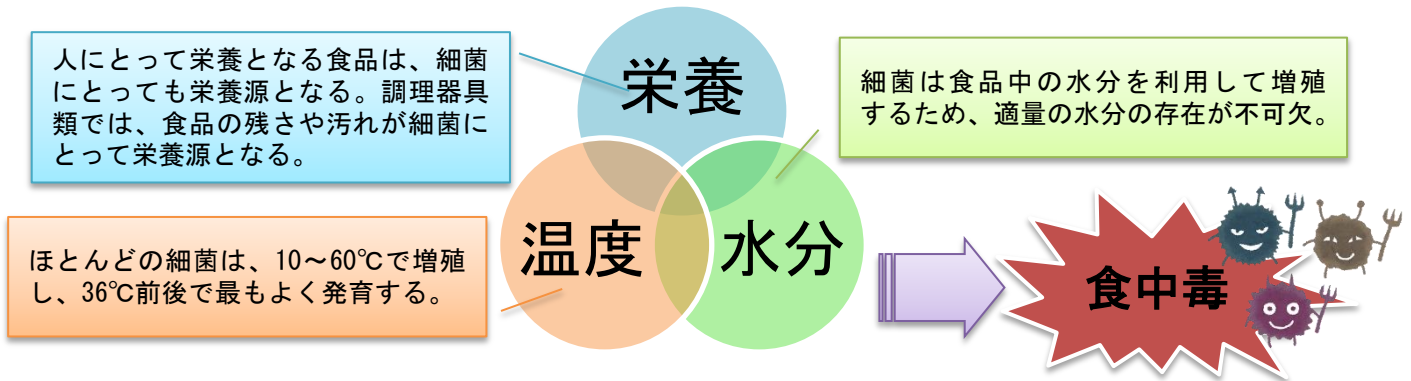 人にとって栄養となる食品は、細菌
にとっても栄養源となる。調理器具
類では、食品の残さや汚れが細菌に
とって栄養源となる。
栄養
細菌は食品中の水分を利用して増殖
するため、適量の水分の存在が不可欠。
ほとんどの細菌は、10～60℃で増殖
し、36℃前後で最もよく発育する。
温度
水分
食中毒